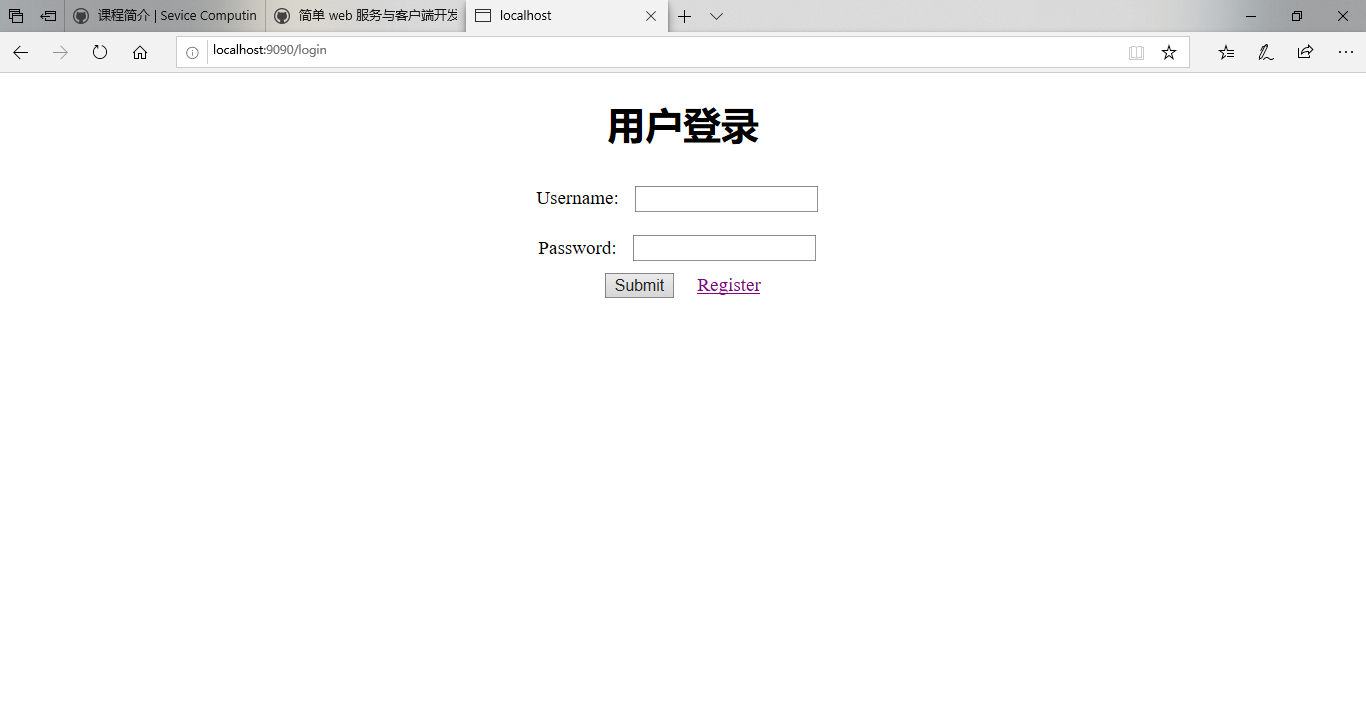 课程简介 | Sevice Computin
简单 web 服务与客户端开发
localhost
localhost:9090/login
用户登录
Username:
Password:
Submit Register